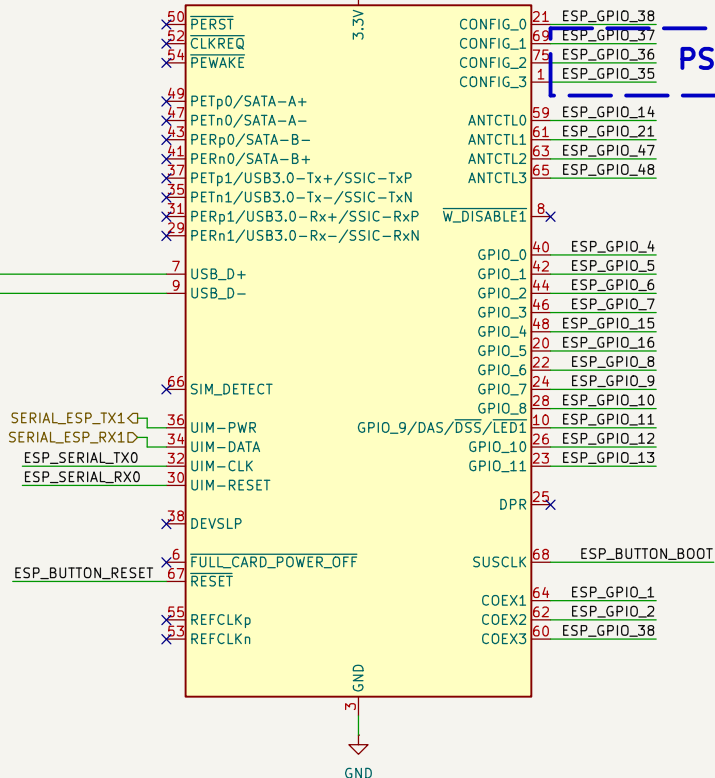 3.3V
50 PERST CONFIG_0 21 ESP_GPIO_38
52 CLKREQ CONFIG_1 69 ESP_GPIO_37
54 PEWAKE CONFIG_2 75 ESP_GPIO_36
CONFIG_3 1 ESP_GPIO_35
PS
49 PETp0/SATA-A+
47 PETn0/SATA-A- ANTCTL0 59 ESP_GPIO_14
43 PERp0/SATA-B- ANTCTL1 61 ESP_GPIO_21
41 PERn0/SATA-B+ ANTCTL2 63 ESP_GPIO_47
37 PETp1/USB3.0-Tx+/SSIC-TxP ANTCTL3 65 ESP_GPIO_48
35 PETn1/USB3.0-Tx-/SSIC-TxN
31 PERp1/USB3.0-Rx+/SSIC-RxP W_DISABLE1 8
29 PERn1/USB3.0-Rx-/SSIC-RxN
GPIO_0 40 ESP_GPIO_4
7 USB_D+ GPIO_1 42 ESP_GPIO_5
9 USB_D- GPIO_2 44 ESP_GPIO_6
GPIO_3 46 ESP_GPIO_7
GPIO_4 48 ESP_GPIO_15
GPIO_5 20 ESP_GPIO_16
GPIO_6 22 ESP_GPIO_8
66 SIM_DETECT GPIO_7 24 ESP_GPIO_9
GPIO_8 28 ESP_GPIO_10
SERIAL_ESP_TX1 36 UIM-PWR GPIO_9/DAS/DSS/LED1 10 ESP_GPIO_11
SERIAL_ESP_RX1 34 UIM-DATA GPIO_10 26 ESP_GPIO_12
ESP_SERIAL_TX0 32 UIM-CLK GPIO_11 23 ESP_GPIO_13
ESP_SERIAL_RX0 30 UIM-RESET
DPR 25
38 DEVSLP
6 FULL_CARD_POWER_OFF SUSCLK 68 ESP_BUTTON_BOOT
ESP_BUTTON_RESET 67 RESET
COEX1 64 ESP_GPIO_1
55 REFCLKp COEX2 62 ESP_GPIO_2
53 REFCLKn COEX3 60 ESP_GPIO_38
GND
3
GND